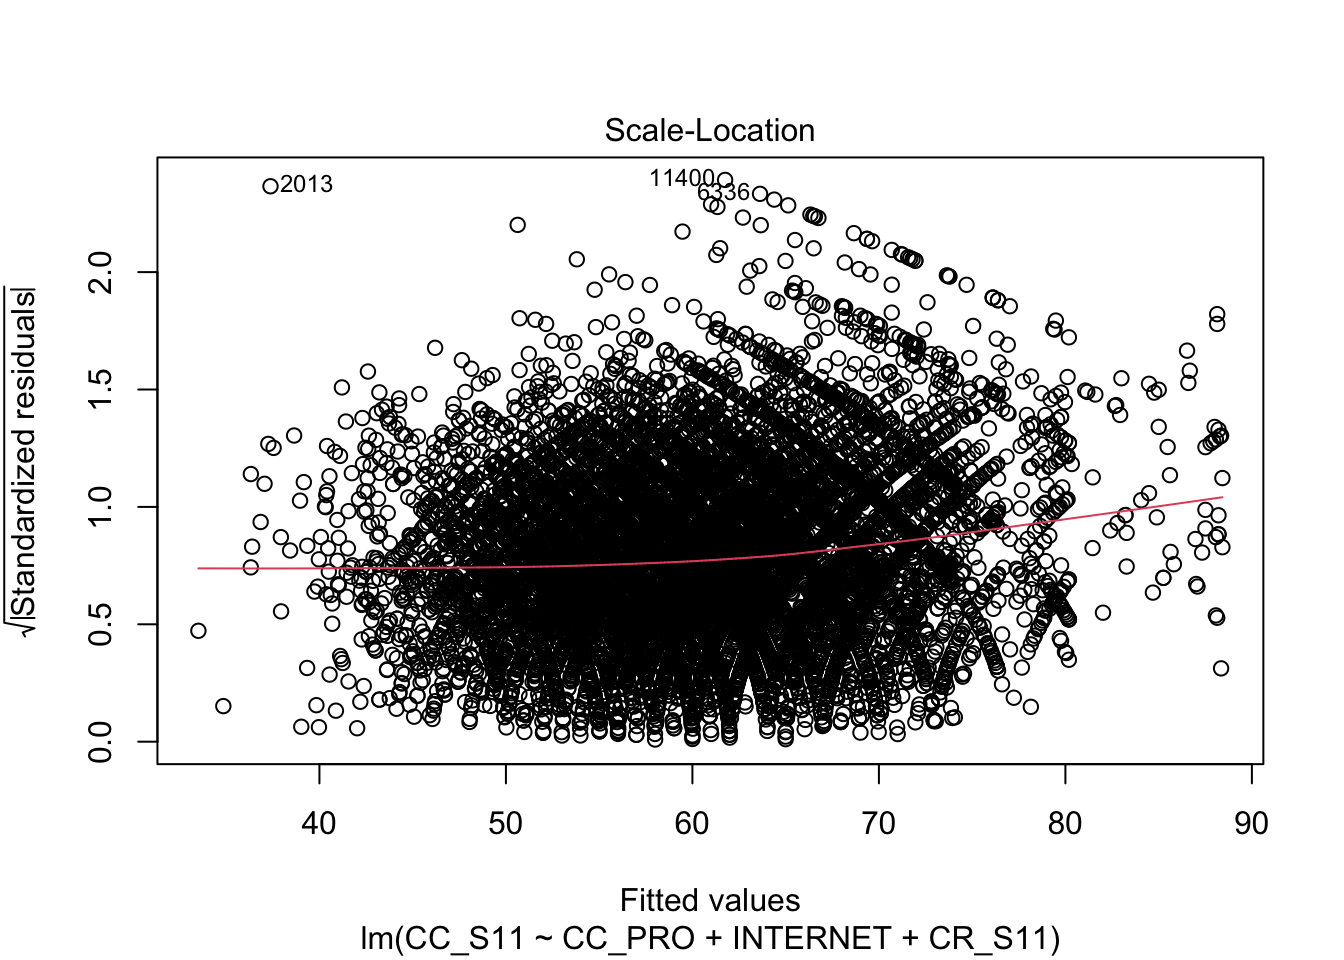 Scale-Location
2013
11400
6336
√|Standardized residuals|
0.0 0.5 1.0 1.5 2.0
40 50 60 70 80 90
Fitted values
lm(CC_S11 ~ CC_PRO + INTERNET + CR_S11)